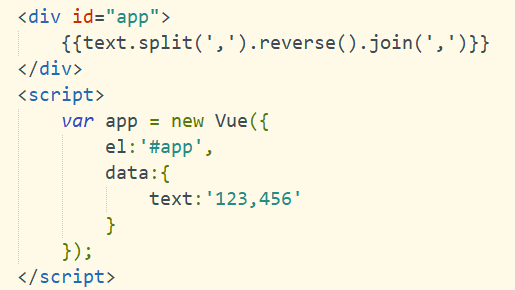 <div id="app">
    {{text.split(',').reverse().join(',')}}
</div>
<script>
    var app = new Vue({
        el:'#app',
        data:{
            text:'123,456'
        }
    });
</script>